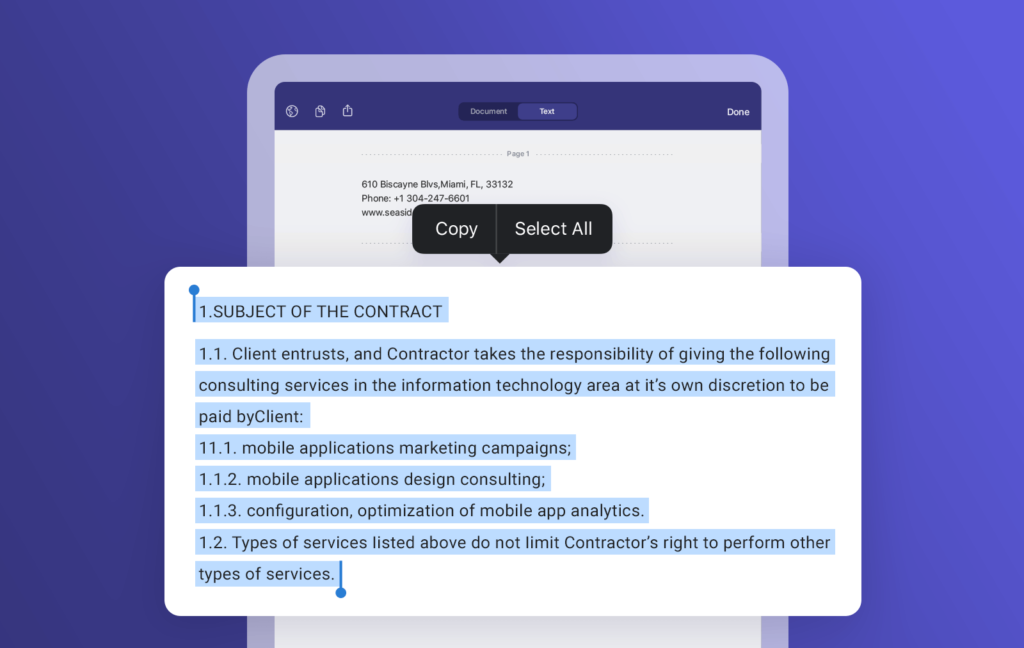 Document Text Done
Page 1
610 Biscayne Blvs,Miami, FL, 33132
Phone: +1 304-247-6601
www.seasid
Copy Select All
1.SUBJECT OF THE CONTRACT
1.1. Client entrusts, and Contractor takes the responsibility of giving the following
consulting services in the information technology area at it’s own discretion to be
paid byClient:
11.1. mobile applications marketing campaigns;
1.1.2. mobile applications design consulting;
1.1.3. configuration, optimization of mobile app analytics.
1.2. Types of services listed above do not limit Contractor’s right to perform other
types of services.